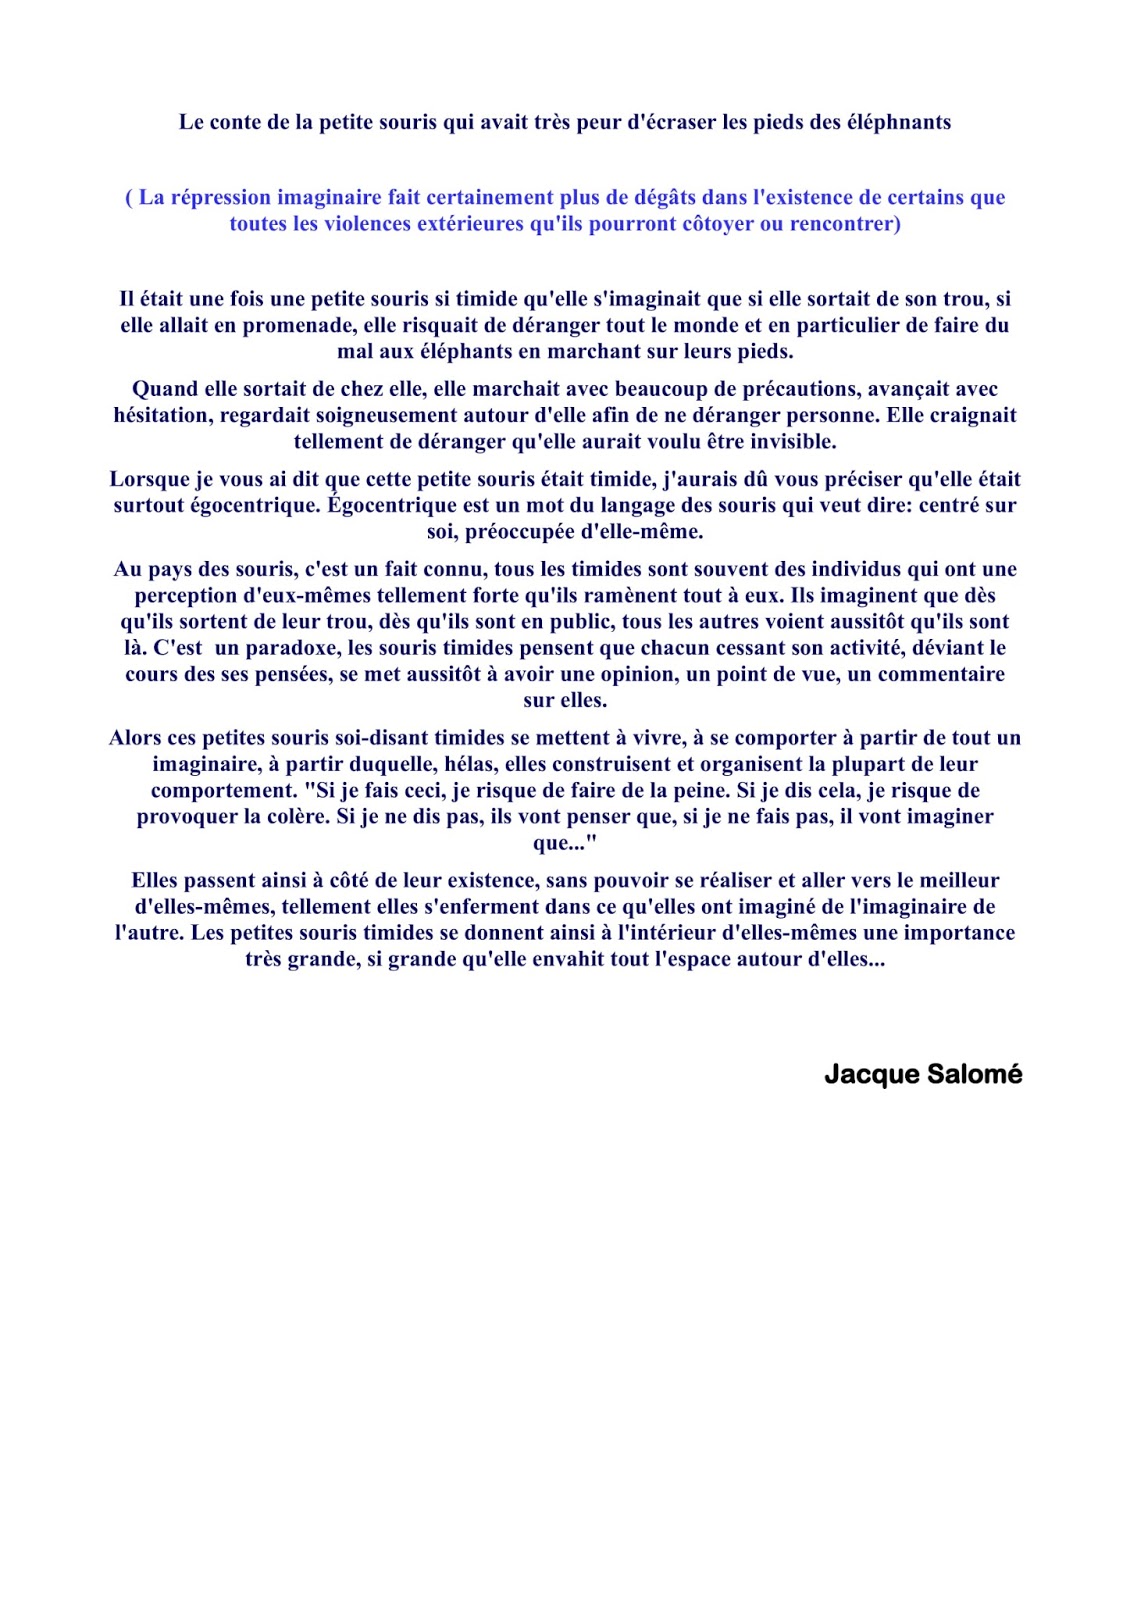 Le conte de la petite souris qui avait très peur d'écraser les pieds des éléphnants
( La répression imaginaire fait certainement plus de dégâts dans l'existence de certains que
toutes les violences extérieures qu'ils pourront côtoyer ou rencontrer)
Il était une fois une petite souris si timide qu'elle s'imaginait que si elle sortait de son trou, si
elle allait en promenade, elle risquait de déranger tout le monde et en particulier de faire du
mal aux éléphants en marchant sur leurs pieds.
Quand elle sortait de chez elle, elle marchait avec beaucoup de précautions, avançait avec
hésitation, regardait soigneusement autour d'elle afin de ne déranger personne. Elle craignait
tellement de déranger qu'elle aurait voulu être invisible.
Lorsque je vous ai dit que cette petite souris était timide, j'aurais dû vous préciser qu'elle était
surtout égocentrique. Égocentrique est un mot du langage des souris qui veut dire: centré sur
soi, préoccupée d'elle-même.
Au pays des souris, c'est un fait connu, tous les timides sont souvent des individus qui ont une
perception d'eux-mêmes tellement forte qu'ils ramènent tout à eux. Ils imaginent que dès
qu'ils sortent de leur trou, dès qu'ils sont en public, tous les autres voient aussitôt qu'ils sont
là. C'est  un paradoxe, les souris timides pensent que chacun cessant son activité, déviant le
cours des ses pensées, se met aussitôt à avoir une opinion, un point de vue, un commentaire
sur elles.
Alors ces petites souris soi-disant timides se mettent à vivre, à se comporter à partir de tout un
imaginaire, à partir duquelle, hélas, elles construisent et organisent la plupart de leur
comportement. "Si je fais ceci, je risque de faire de la peine. Si je dis cela, je risque de
provoquer la colère. Si je ne dis pas, ils vont penser que, si je ne fais pas, il vont imaginer
que..."
Elles passent ainsi à côté de leur existence, sans pouvoir se réaliser et aller vers le meilleur
d'elles-mêmes, tellement elles s'enferment dans ce qu'elles ont imaginé de l'imaginaire de
l'autre. Les petites souris timides se donnent ainsi à l'intérieur d'elles-mêmes une importance
très grande, si grande qu'elle envahit tout l'espace autour d'elles...
Jacque Salomé